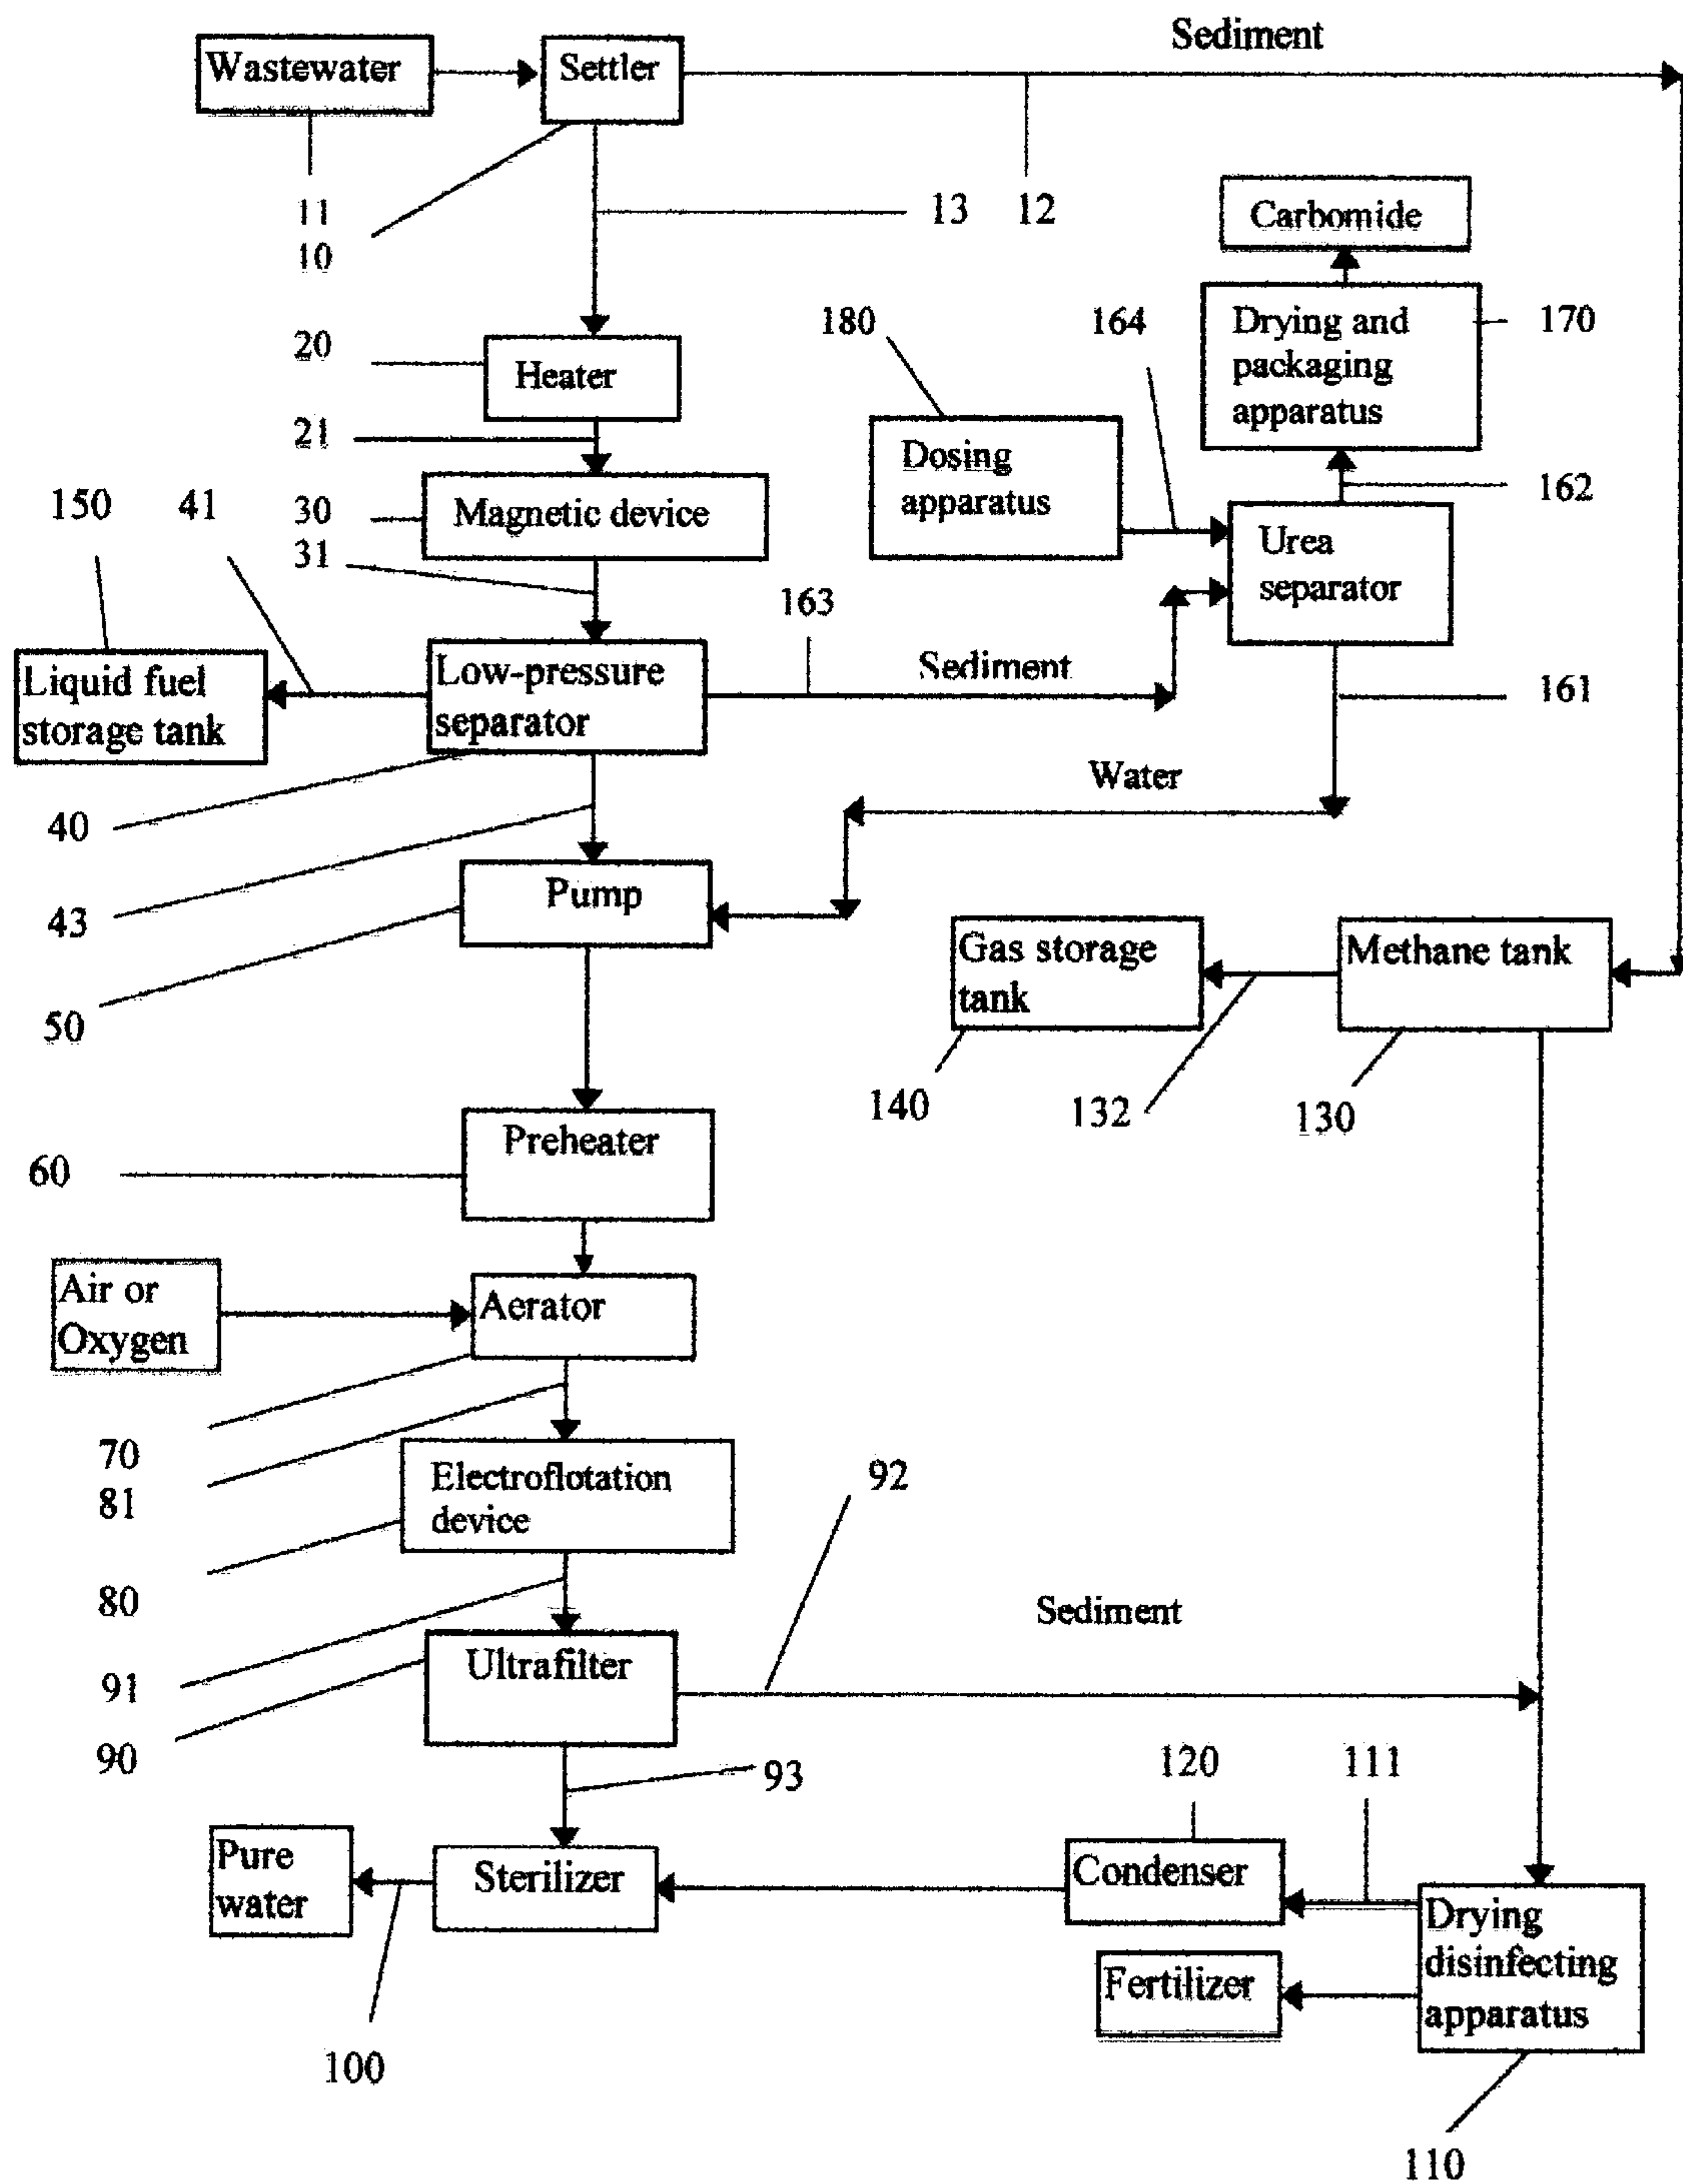 Sediment
Wastewater
Settler
11
10
13
12
Carbomide
20
Heater
180
164
Drying and
packaging
apparatus
170
21
Dosing
apparatus
150
41
30
Magnetic device
31
162
Urea
separator
163
Liquid fuel
storage tank
Low-pressure
separator
Sediment
161
Water
40
43
Pump
50
Gas storage
tank
Methane tank
140
132
130
Preheater
60
Air or
Oxygen
Aerator
70
81
Electroflotation
device
92
80
Sediment
91
Ultrafilter
90
93
120
111
Pure
water
Sterilizer
Condenser
Drying
disinfecting
apparatus
Fertilizer
100
110